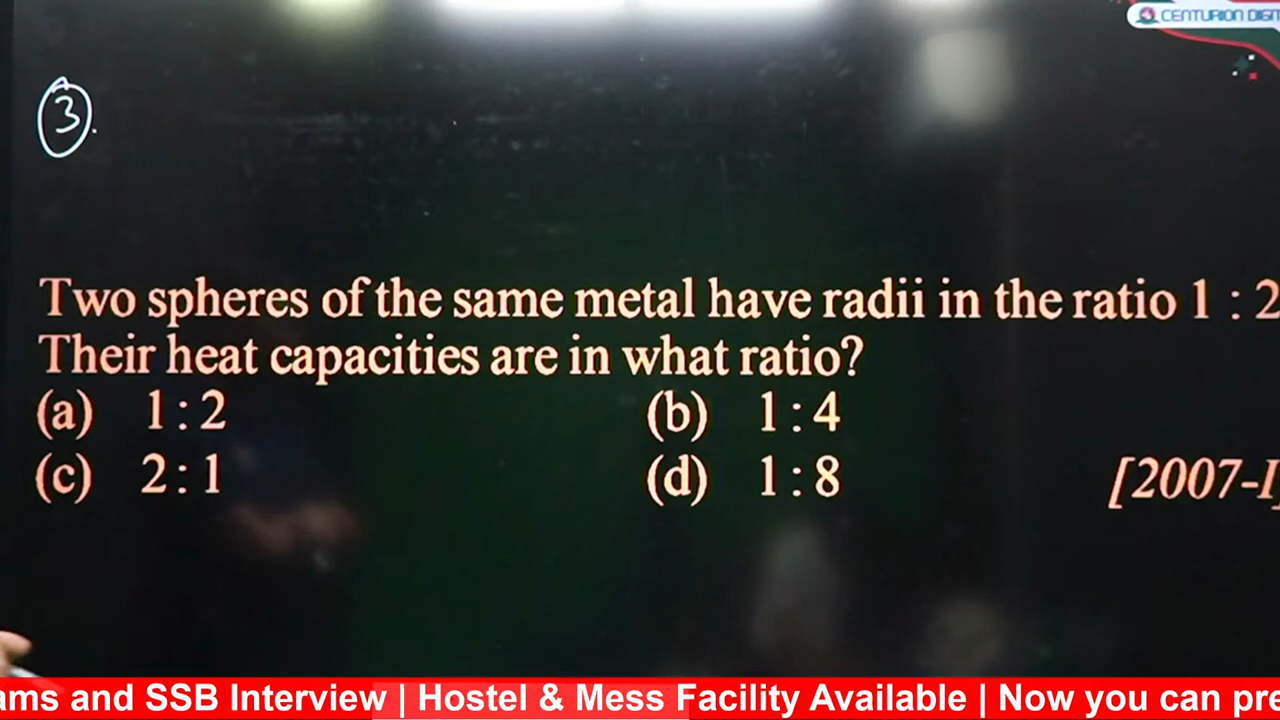 CENTURION DIGIT
3.
Two spheres of the same metal have radii in the ratio 1 : 2
Their heat capacities are in what ratio?
(a) 1 : 2 (b) 1 : 4
(c) 2 : 1 (d) 1 : 8 [2007-I]
ams and SSB Interview | Hostel & Mess Facility Available | Now you can pre